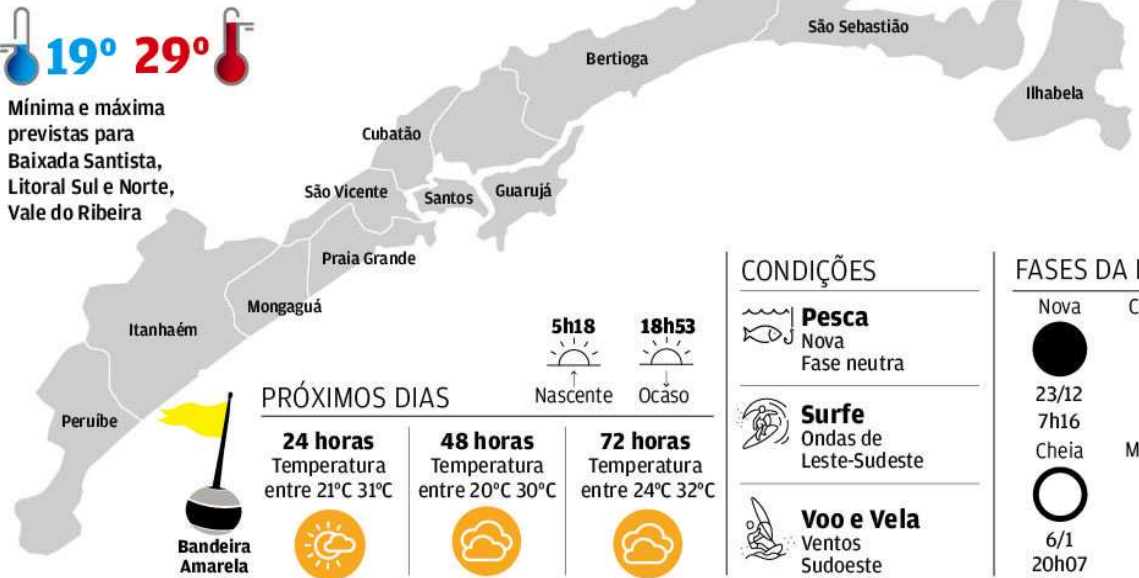 19º 29º
Mínima e máxima
previstas para
Baixada Santista,
Litoral Sul e Norte,
Vale do Ribeira
São Sebastião
Bertioga
Ilhabela
Cubatão
São Vicente
Santos
Guarujá
Praia Grande
Mongaguá
Itanhaém
Peruíbe
Bandeira
Amarela
5h18
Nascente
18h53
Ocaso
PRÓXIMOS DIAS
24 horas
Temperatura
entre 21ºC 31ºC
48 horas
Temperatura
entre 20ºC 30ºC
72 horas
Temperatura
entre 24ºC 32ºC
CONDIÇÕES
Pesca
Nova
Fase neutra
Surfe
Ondas de
Leste-Sudeste
Voo e Vela
Ventos
Sudoeste
FASES DA
Nova
23/12
7h16
Cheia
6/1
20h07